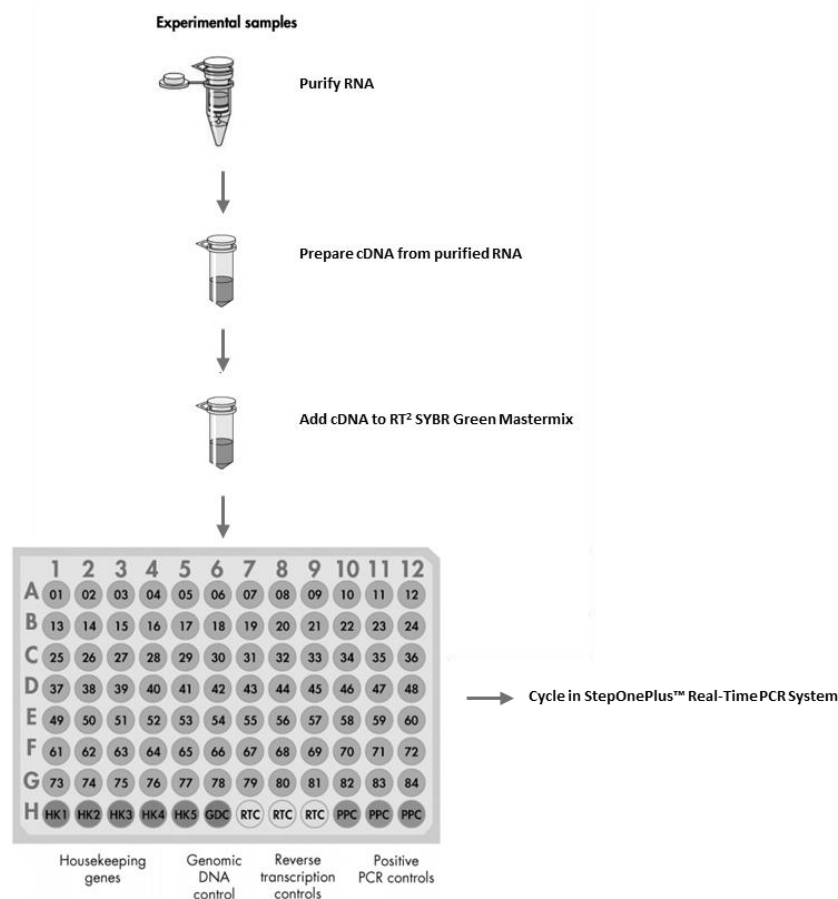 Experimental samples
Purify RNA
Prepare cDNA from purified RNA
Add cDNA to RT² SYBR Green Mastermix
1 2 3 4 5 6 7 8 9 10 11 12
A 01 02 03 04 05 06 07 08 09 10 11 12
B 13 14 15 16 17 18 19 20 21 22 23 24
C 25 26 27 28 29 30 31 32 33 34 35 36
D 37 38 39 40 41 42 43 44 45 46 47 48
E 49 50 51 52 53 54 55 56 57 58 59 60
F 61 62 63 64 65 66 67 68 69 70 71 72
G 73 74 75 76 77 78 79 80 81 82 83 84
H HK1 HK2 HK3 HK4 HK5 GDC RTC RTC RTC PPC PPC PPC
Cycle in StepOnePlus™ Real-Time PCR System
Housekeeping
genes
Genomic
DNA
control
Reverse
transcription
controls
Positive
PCR controls